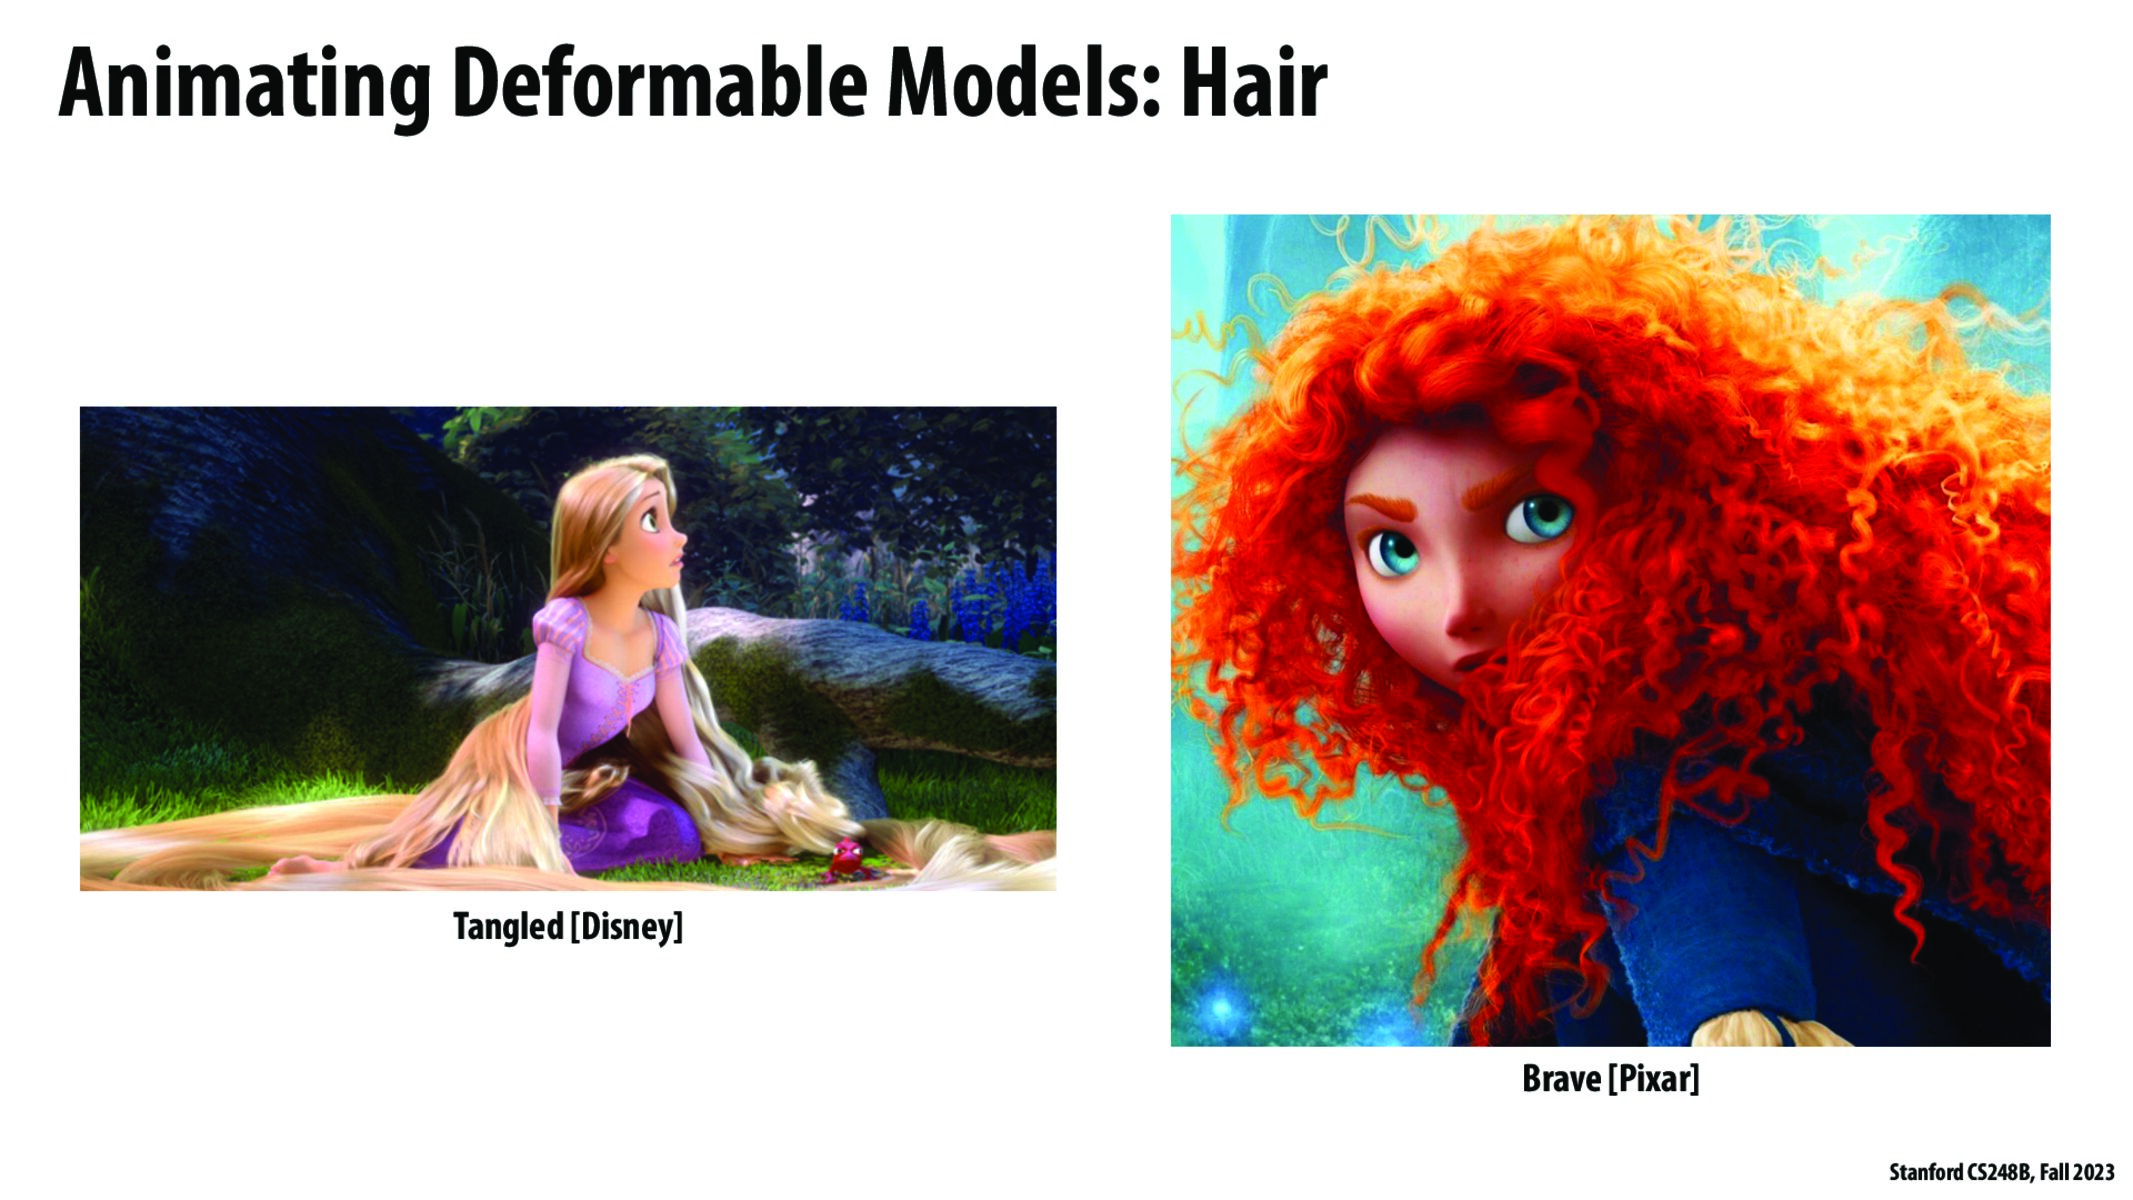 Animating Deformable Models: Hair
Tangled [Disney]
Brave [Pixar]
Stanford CS248B, Fall 2023